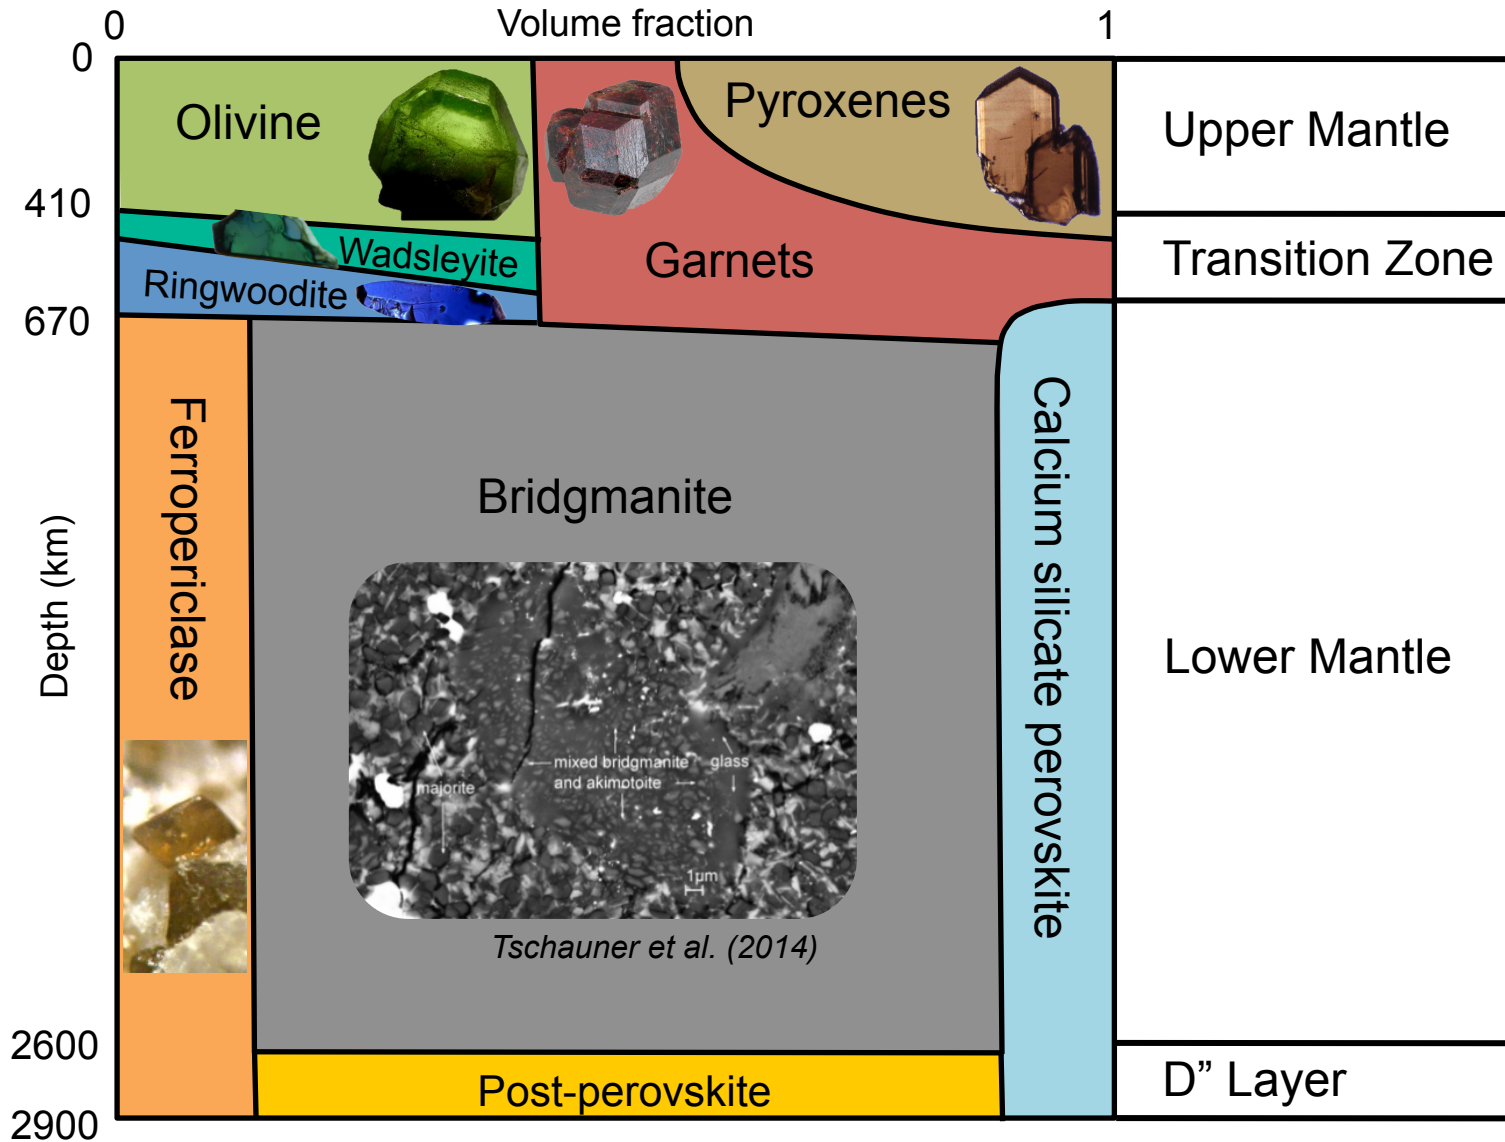 0
Volume fraction
1
0
Olivine
Pyroxenes
Upper Mantle
410
Wadsleyite
Garnets
Transition Zone
Ringwoodite
670
Ferropericlase
Bridgmanite
Calcium silicate perovskite
Depth (km)
Lower Mantle
mixed bridgmanite
and akimotoite
glass
majorite
1μm
Tschauner et al. (2014)
2600
Post-perovskite
D” Layer
2900